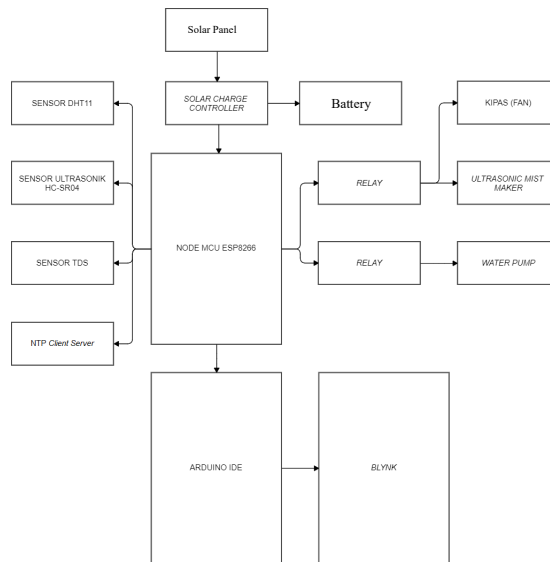 Solar Panel
SOLAR CHARGE
CONTROLLER
Battery
SENSOR DHT11
KIPAS (FAN)
SENSOR ULTRASONIK
HC-SR04
NODE MCU ESP8266
RELAY
ULTRASONIC MIST
MAKER
SENSOR TDS
RELAY
WATER PUMP
NTP Client Server
ARDUINO IDE
BLYNK